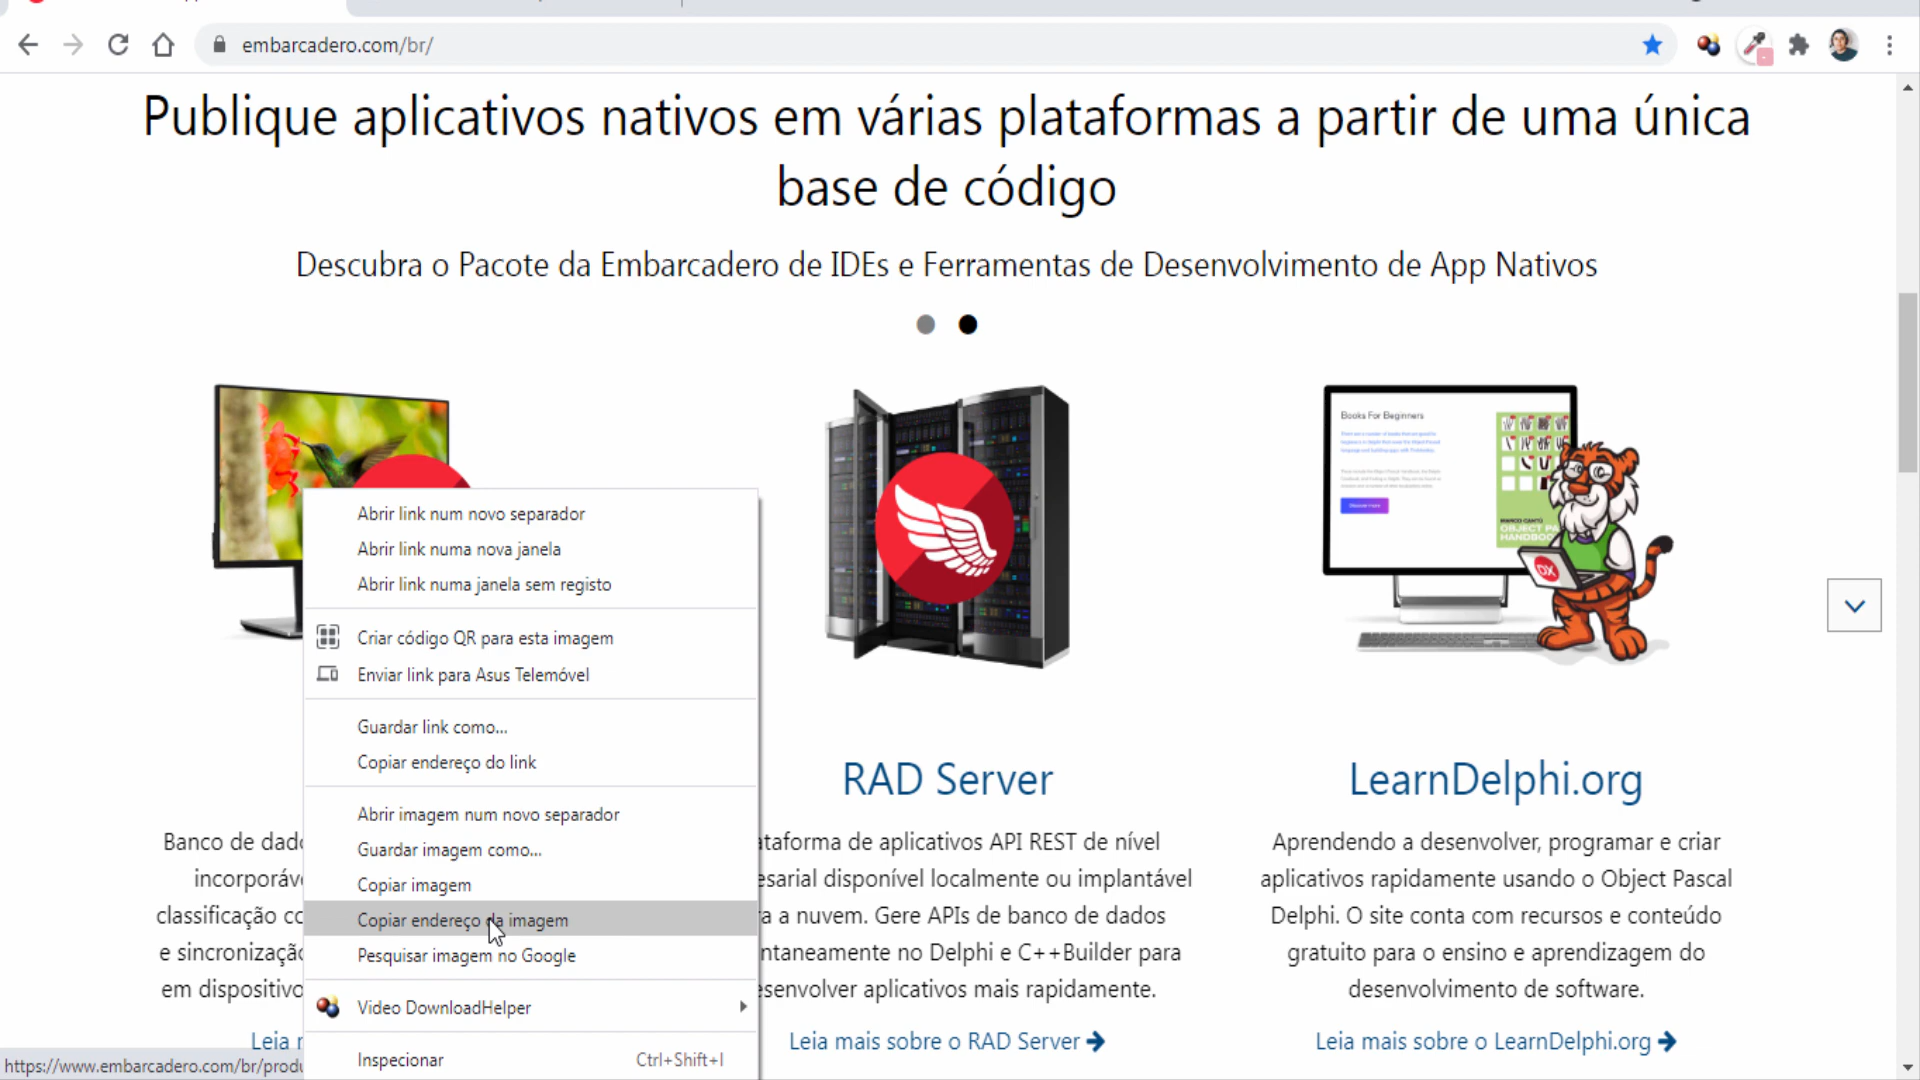 embarcadero.com/br/
Publique aplicativos nativos em várias plataformas a partir de uma única
base de código
Descubra o Pacote da Embarcadero de IDEs e Ferramentas de Desenvolvimento de App Nativos
Books For Beginners
MARCO CANTÙ
DX
Abrir link num novo separador
Abrir link numa nova janela
Abrir link numa janela sem registo
Criar código QR para esta imagem
Enviar link para Asus Telemóvel
Guardar link como...
Copiar endereço do link
Abrir imagem num novo separador
Guardar imagem como...
Copiar imagem
Copiar endereço da imagem
Pesquisar imagem no Google
Video DownloadHelper
Inspecionar Ctrl+Shift+I
Banco de dad
incorporáv
classificação co
e sincronizaçã
em dispositivo
Leia
RAD Server
ataforma de aplicativos API REST de nível
esarial disponível localmente ou implantável
a a nuvem. Gere APIs de banco de dados
ntaneamente no Delphi e C++Builder para
esenvolver aplicativos mais rapidamente.
Leia mais sobre o RAD Server
LearnDelphi.org
Aprendendo a desenvolver, programar e criar
aplicativos rapidamente usando o Object Pascal
Delphi. O site conta com recursos e conteúdo
gratuito para o ensino e aprendizagem do
desenvolvimento de software.
Leia mais sobre o LearnDelphi.org
https://www.embarcadero.com/br/produ